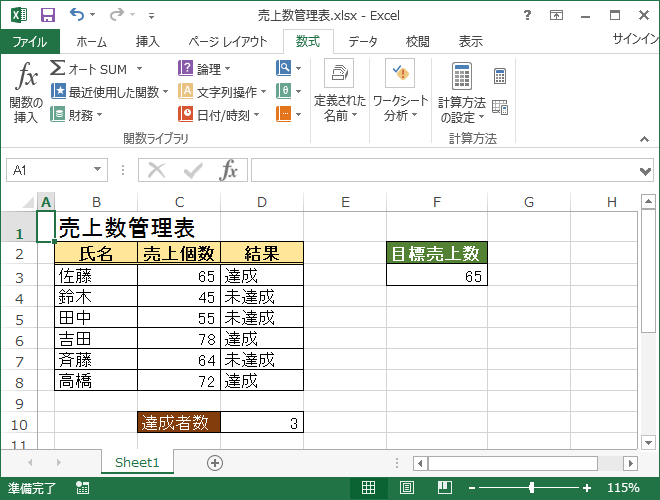 売上数管理表.xlsx - Excel
ファイル ホーム 挿入 ページ レイアウト 数式 データ 校閲 表示 サインイン
fx 関数の挿入
Σ オート SUM
最近使用した関数
財務
論理
文字列操作
日付/時刻
θ
定義された名前
ワークシート分析
計算方法の設定
関数ライブラリ 計算方法
A1 fx
A B C D E F G H
1 売上数管理表
2 氏名 売上個数 結果 目標売上数
3 佐藤 65 達成 65
4 鈴木 45 未達成
5 田中 55 未達成
6 吉田 78 達成
7 斉藤 64 未達成
8 高橋 72 達成
9
10 達成者数 3
11
Sheet1
準備完了 115%